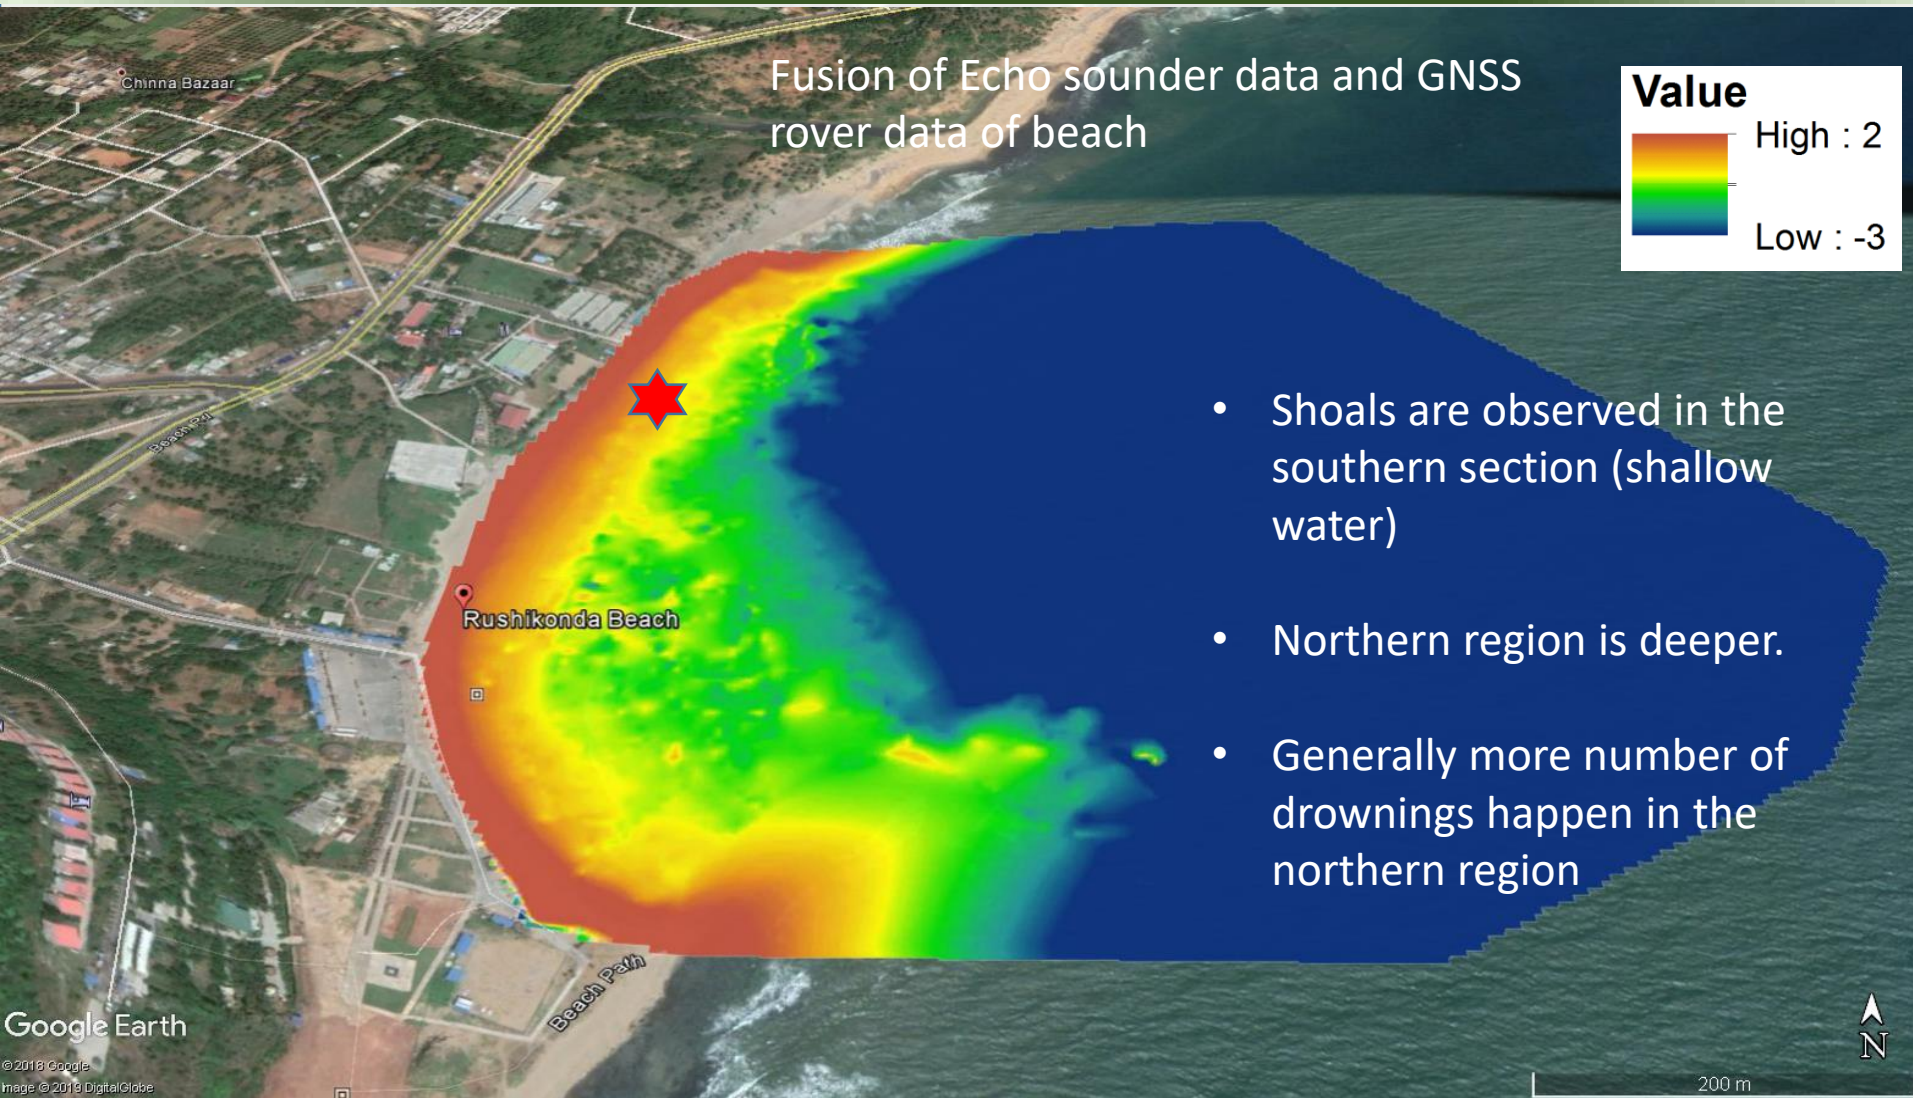 Chinna Bazaar
Fusion of Echo sounder data and GNSS
rover data of beach
Value
High : 2
Low : -3
Beach Rd
Rushikonda Beach
• Shoals are observed in the
southern section (shallow
water)
• Northern region is deeper.
• Generally more number of
drownings happen in the
northern region
Beach Path
Google Earth
©2018 Google
Image © 2019 DigitalGlobe
N
200 m